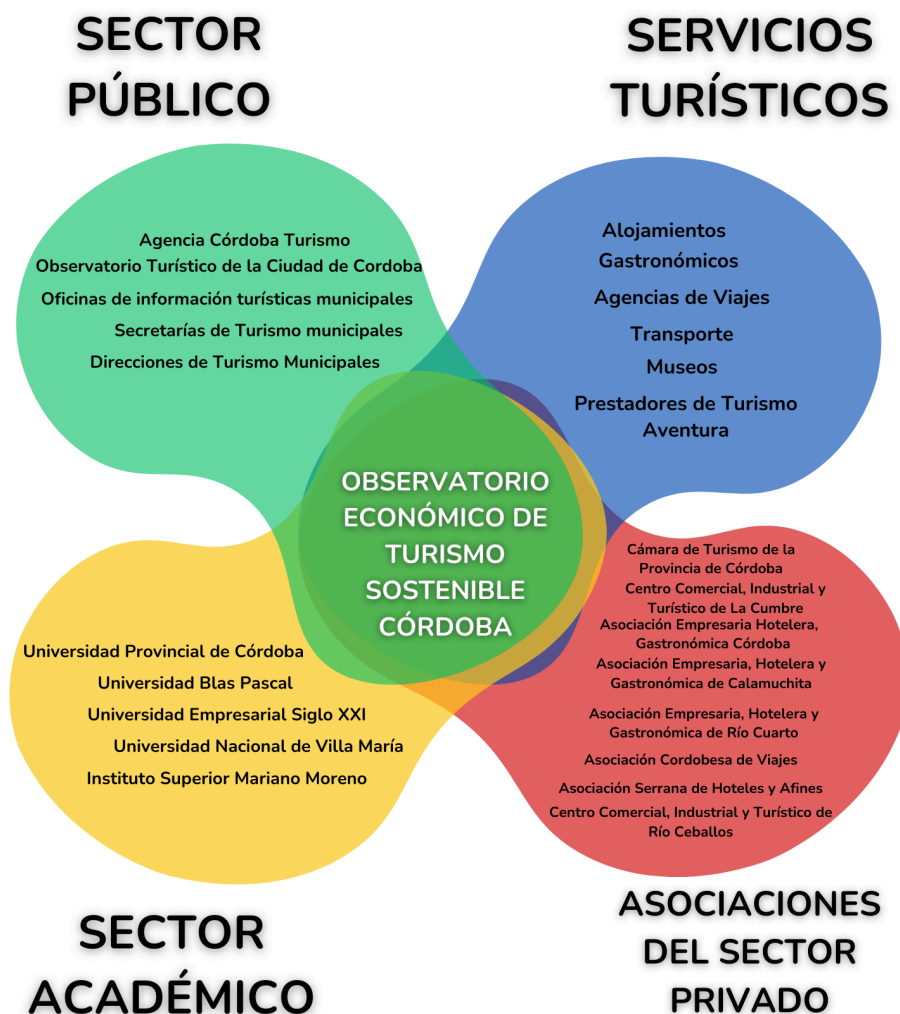 SECTOR
PÚBLICO
Agencia Córdoba Turismo
Observatorio Turístico de la Ciudad de Cordoba
Oficinas de información turísticas municipales
Secretarías de Turismo municipales
Direcciones de Turismo Municipales
SERVICIOS
TURÍSTICOS
Alojamientos
Gastronómicos
Agencias de Viajes
Transporte
Museos
Prestadores de Turismo
Aventura
OBSERVATORIO
ECONÓMICO DE
TURISMO
SOSTENIBLE
CÓRDOBA
Universidad Provincial de Córdoba
Universidad Blas Pascal
Universidad Empresarial Siglo XXI
Universidad Nacional de Villa María
Instituto Superior Mariano Moreno
SECTOR
ACADÉMICO
Cámara de Turismo de la
Provincia de Córdoba
Centro Comercial, Industrial y
Turístico de La Cumbre
Asociación Empresaria Hotelera,
Gastronómica Córdoba
Asociación Empresaria, Hotelera y
Gastronómica de Calamuchita
Asociación Empresaria, Hotelera y
Gastronómica de Río Cuarto
Asociación Cordobesa de Viajes
Asociación Serrana de Hoteles y Afines
Centro Comercial, Industrial y Turístico de
Río Ceballos
ASOCIACIONES
DEL SECTOR
PRIVADO